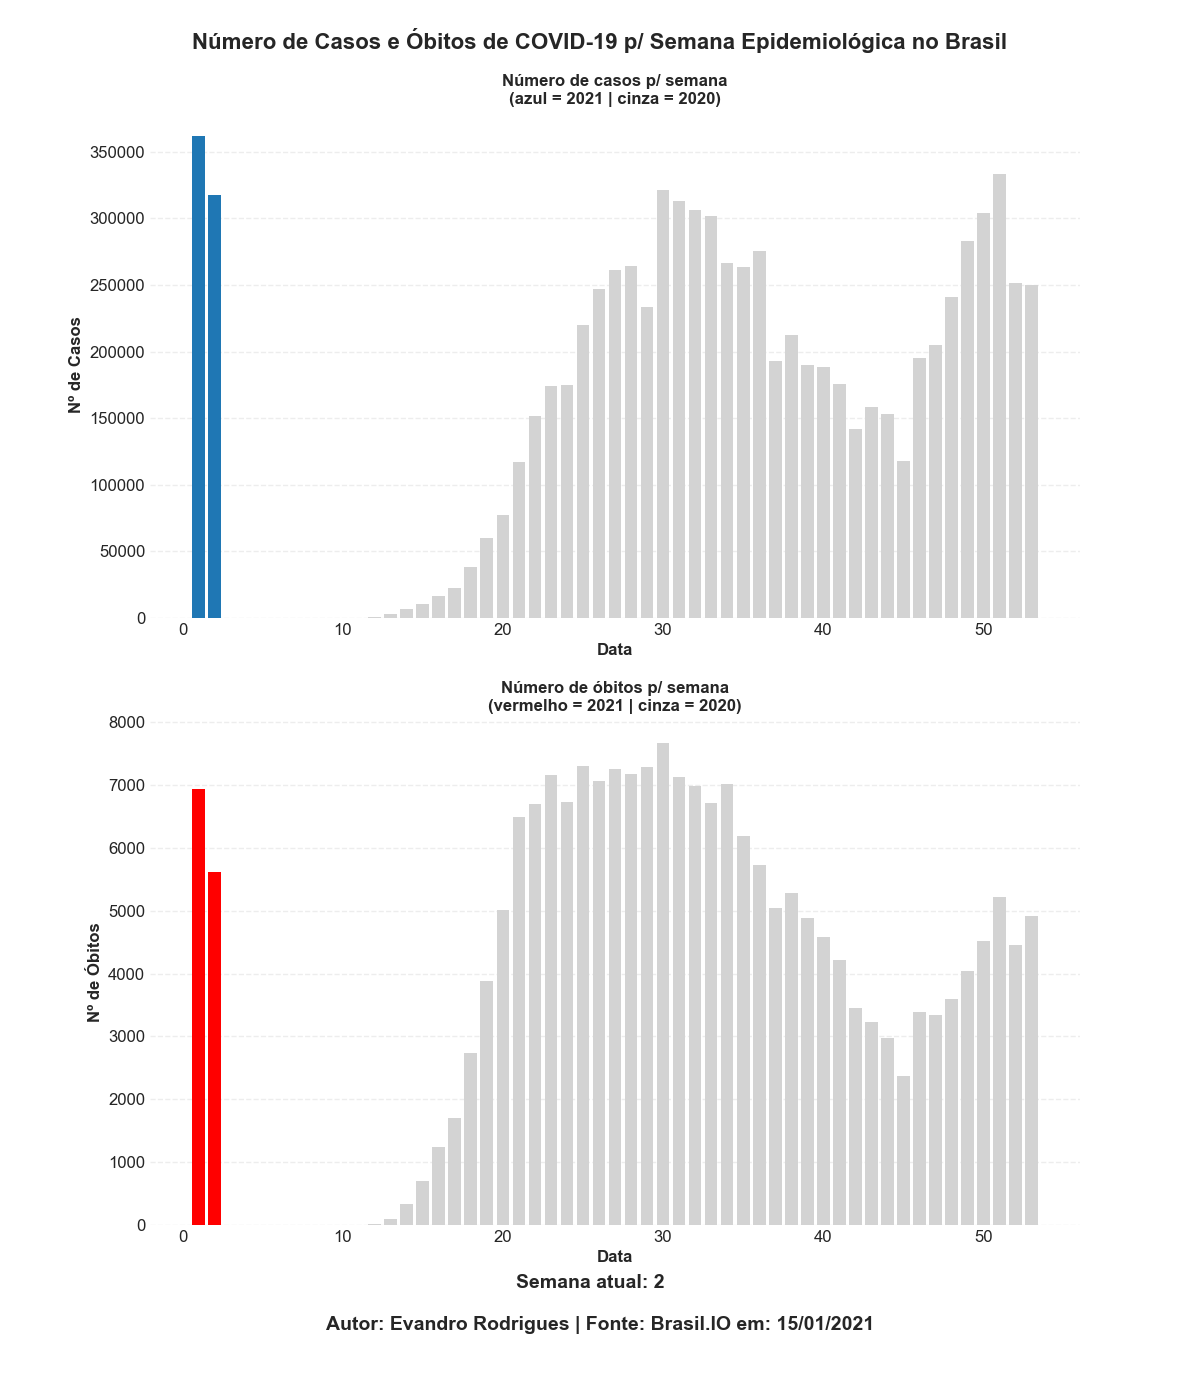 Número de Casos e Óbitos de COVID-19 p/ Semana Epidemiológica no Brasil
Número de casos p/ semana
(azul = 2021 | cinza = 2020)
350000
300000
250000
200000
150000
100000
50000
0
Nº de Casos
0 10 20 30 40 50
Data
Número de óbitos p/ semana
(vermelho = 2021 | cinza = 2020)
8000
7000
6000
5000
4000
3000
2000
1000
0
Nº de Óbitos
0 10 20 30 40 50
Data
Semana atual: 2
Autor: Evandro Rodrigues | Fonte: Brasil.IO em: 15/01/2021